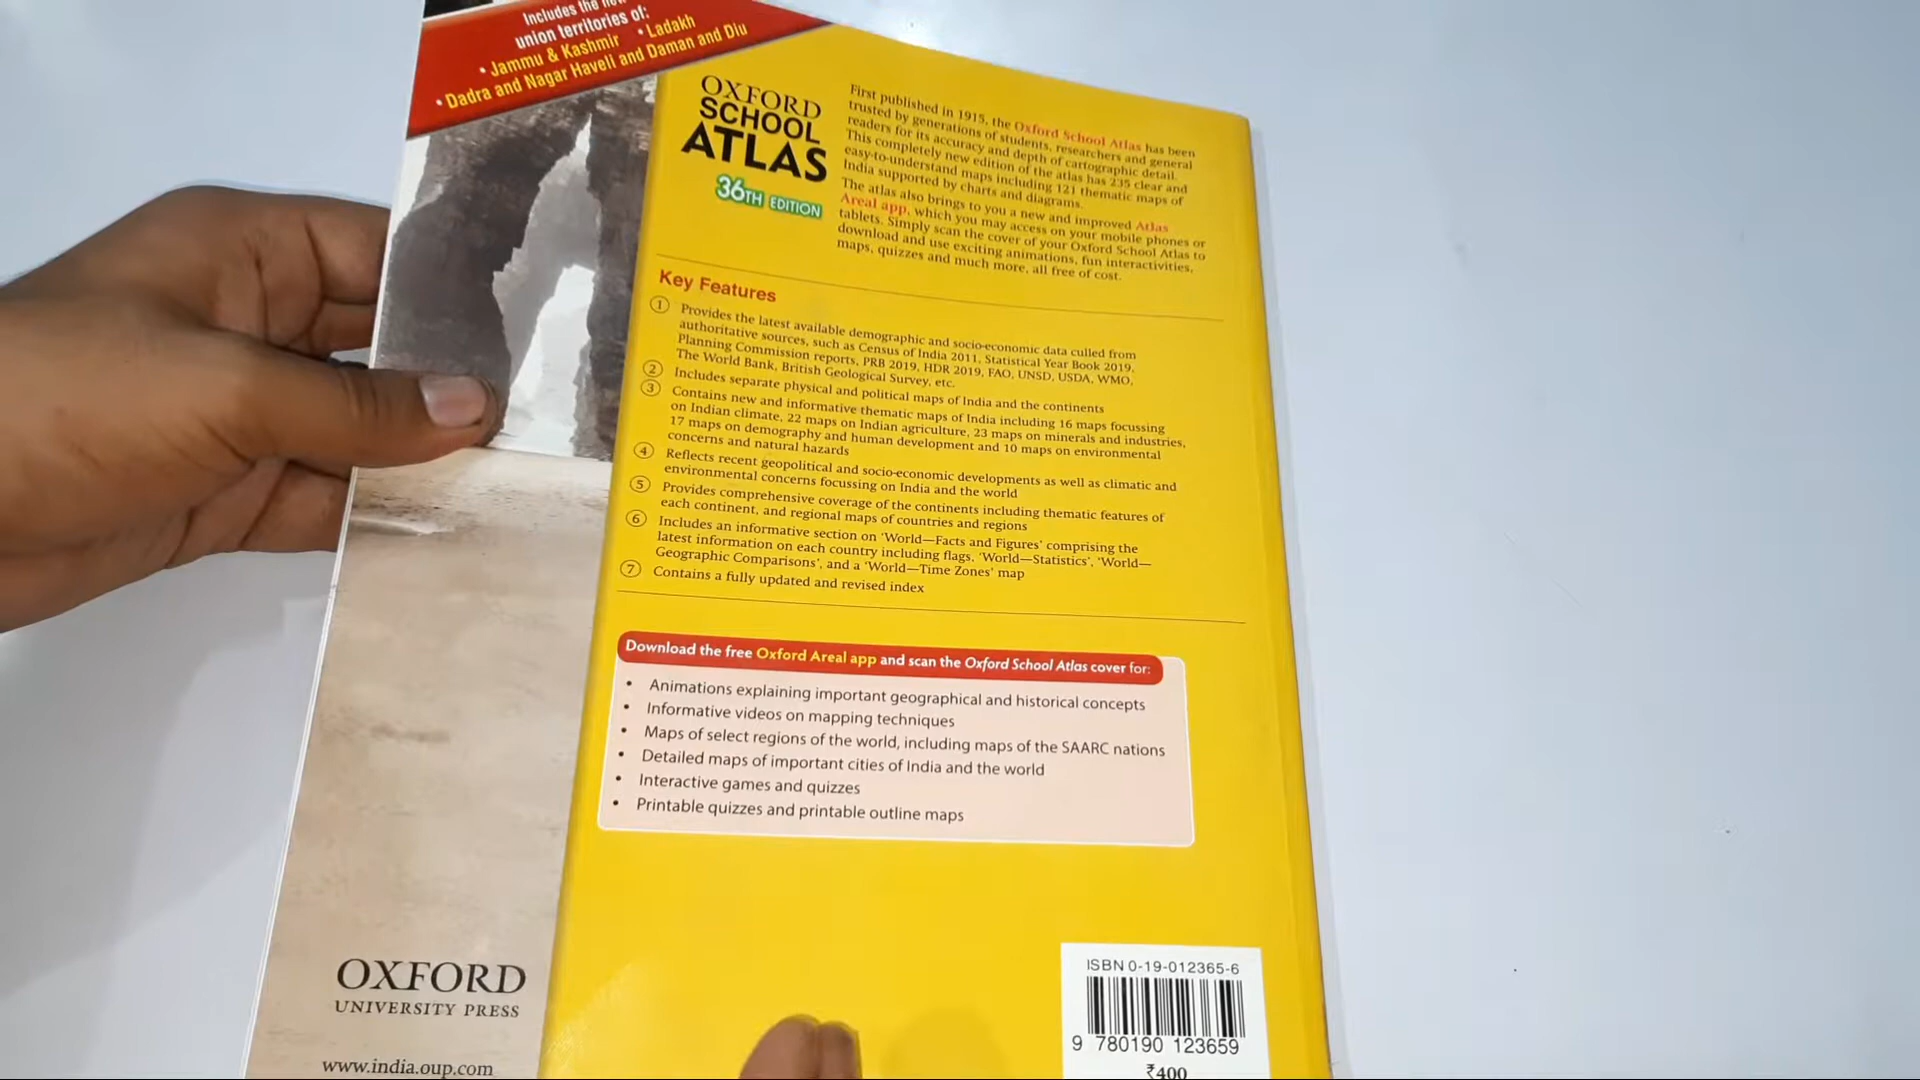 Includes the new
union territories of:
• Jammu & Kashmir • Ladakh
• Dadra and Nagar Haveli and Daman and Diu
OXFORD
SCHOOL
ATLAS
36TH EDITION
First published in 1915, the Oxford School Atlas has been
trusted by generations of students, researchers and general
readers for its accuracy and depth of cartographic detail.
This completely new edition of the atlas has 235 clear and
easy-to-understand maps including 121 thematic maps of
India supported by charts and diagrams.
The atlas also brings to you a new and improved Atlas
Areal app, which you may access on your mobile phones or
tablets. Simply scan the cover of your Oxford School Atlas to
download and use exciting animations, fun interactivities,
maps, quizzes and much more, all free of cost.
Key Features
1 Provides the latest available demographic and socio-economic data culled from
authoritative sources, such as Census of India 2011, Statistical Year Book 2019,
Planning Commission reports, PRB 2019, HDR 2019, FAO, UNSD, USDA, WMO,
The World Bank, British Geological Survey, etc.
2 Includes separate physical and political maps of India and the continents
3 Contains new and informative thematic maps of India including 16 maps focussing
on Indian climate, 22 maps on Indian agriculture, 23 maps on minerals and industries,
17 maps on demography and human development and 10 maps on environmental
concerns and natural hazards
4 Reflects recent geopolitical and socio-economic developments as well as climatic and
environmental concerns focussing on India and the world
5 Provides comprehensive coverage of the continents including thematic features of
each continent, and regional maps of countries and regions
6 Includes an informative section on 'World—Facts and Figures' comprising the
latest information on each country including flags, 'World—Statistics', 'World—
Geographic Comparisons', and a 'World—Time Zones' map
7 Contains a fully updated and revised index
Download the free Oxford Areal app and scan the Oxford School Atlas cover for:
• Animations explaining important geographical and historical concepts
• Informative videos on mapping techniques
• Maps of select regions of the world, including maps of the SAARC nations
• Detailed maps of important cities of India and the world
• Interactive games and quizzes
• Printable quizzes and printable outline maps
OXFORD
UNIVERSITY PRESS
www.india.oup.com
ISBN 0-19-012365-6
9 780190 123659
₹400